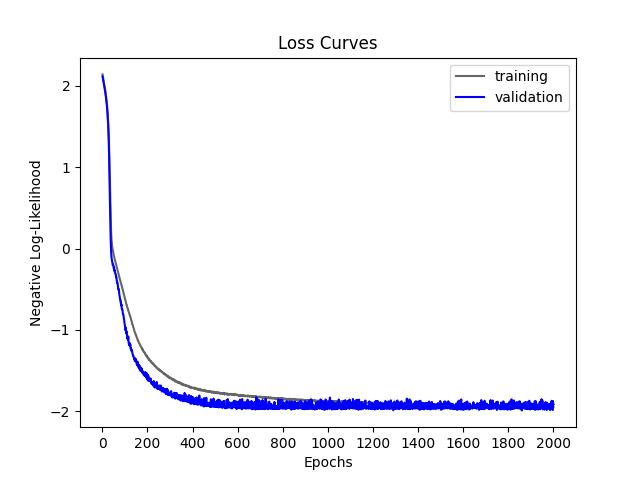 Loss Curves
training
validation
Negative Log-Likelihood
2
1
0
−1
−2
0 200 400 600 800 1000 1200 1400 1600 1800 2000
Epochs